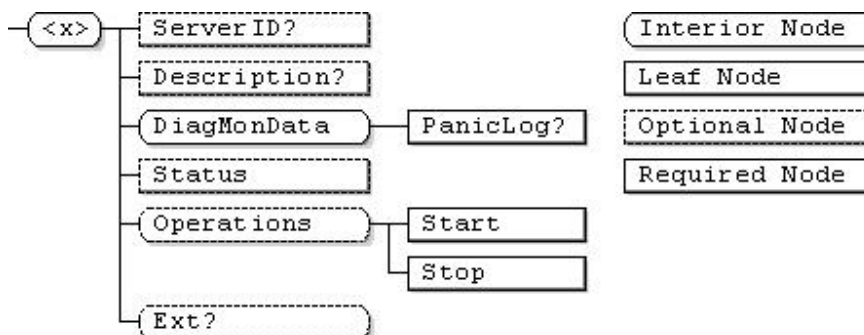 <x>
ServerID?
Interior Node
Description?
Leaf Node
DiagMonData
PanicLog?
Optional Node
Status
Required Node
Operations
Start
Stop
Ext?